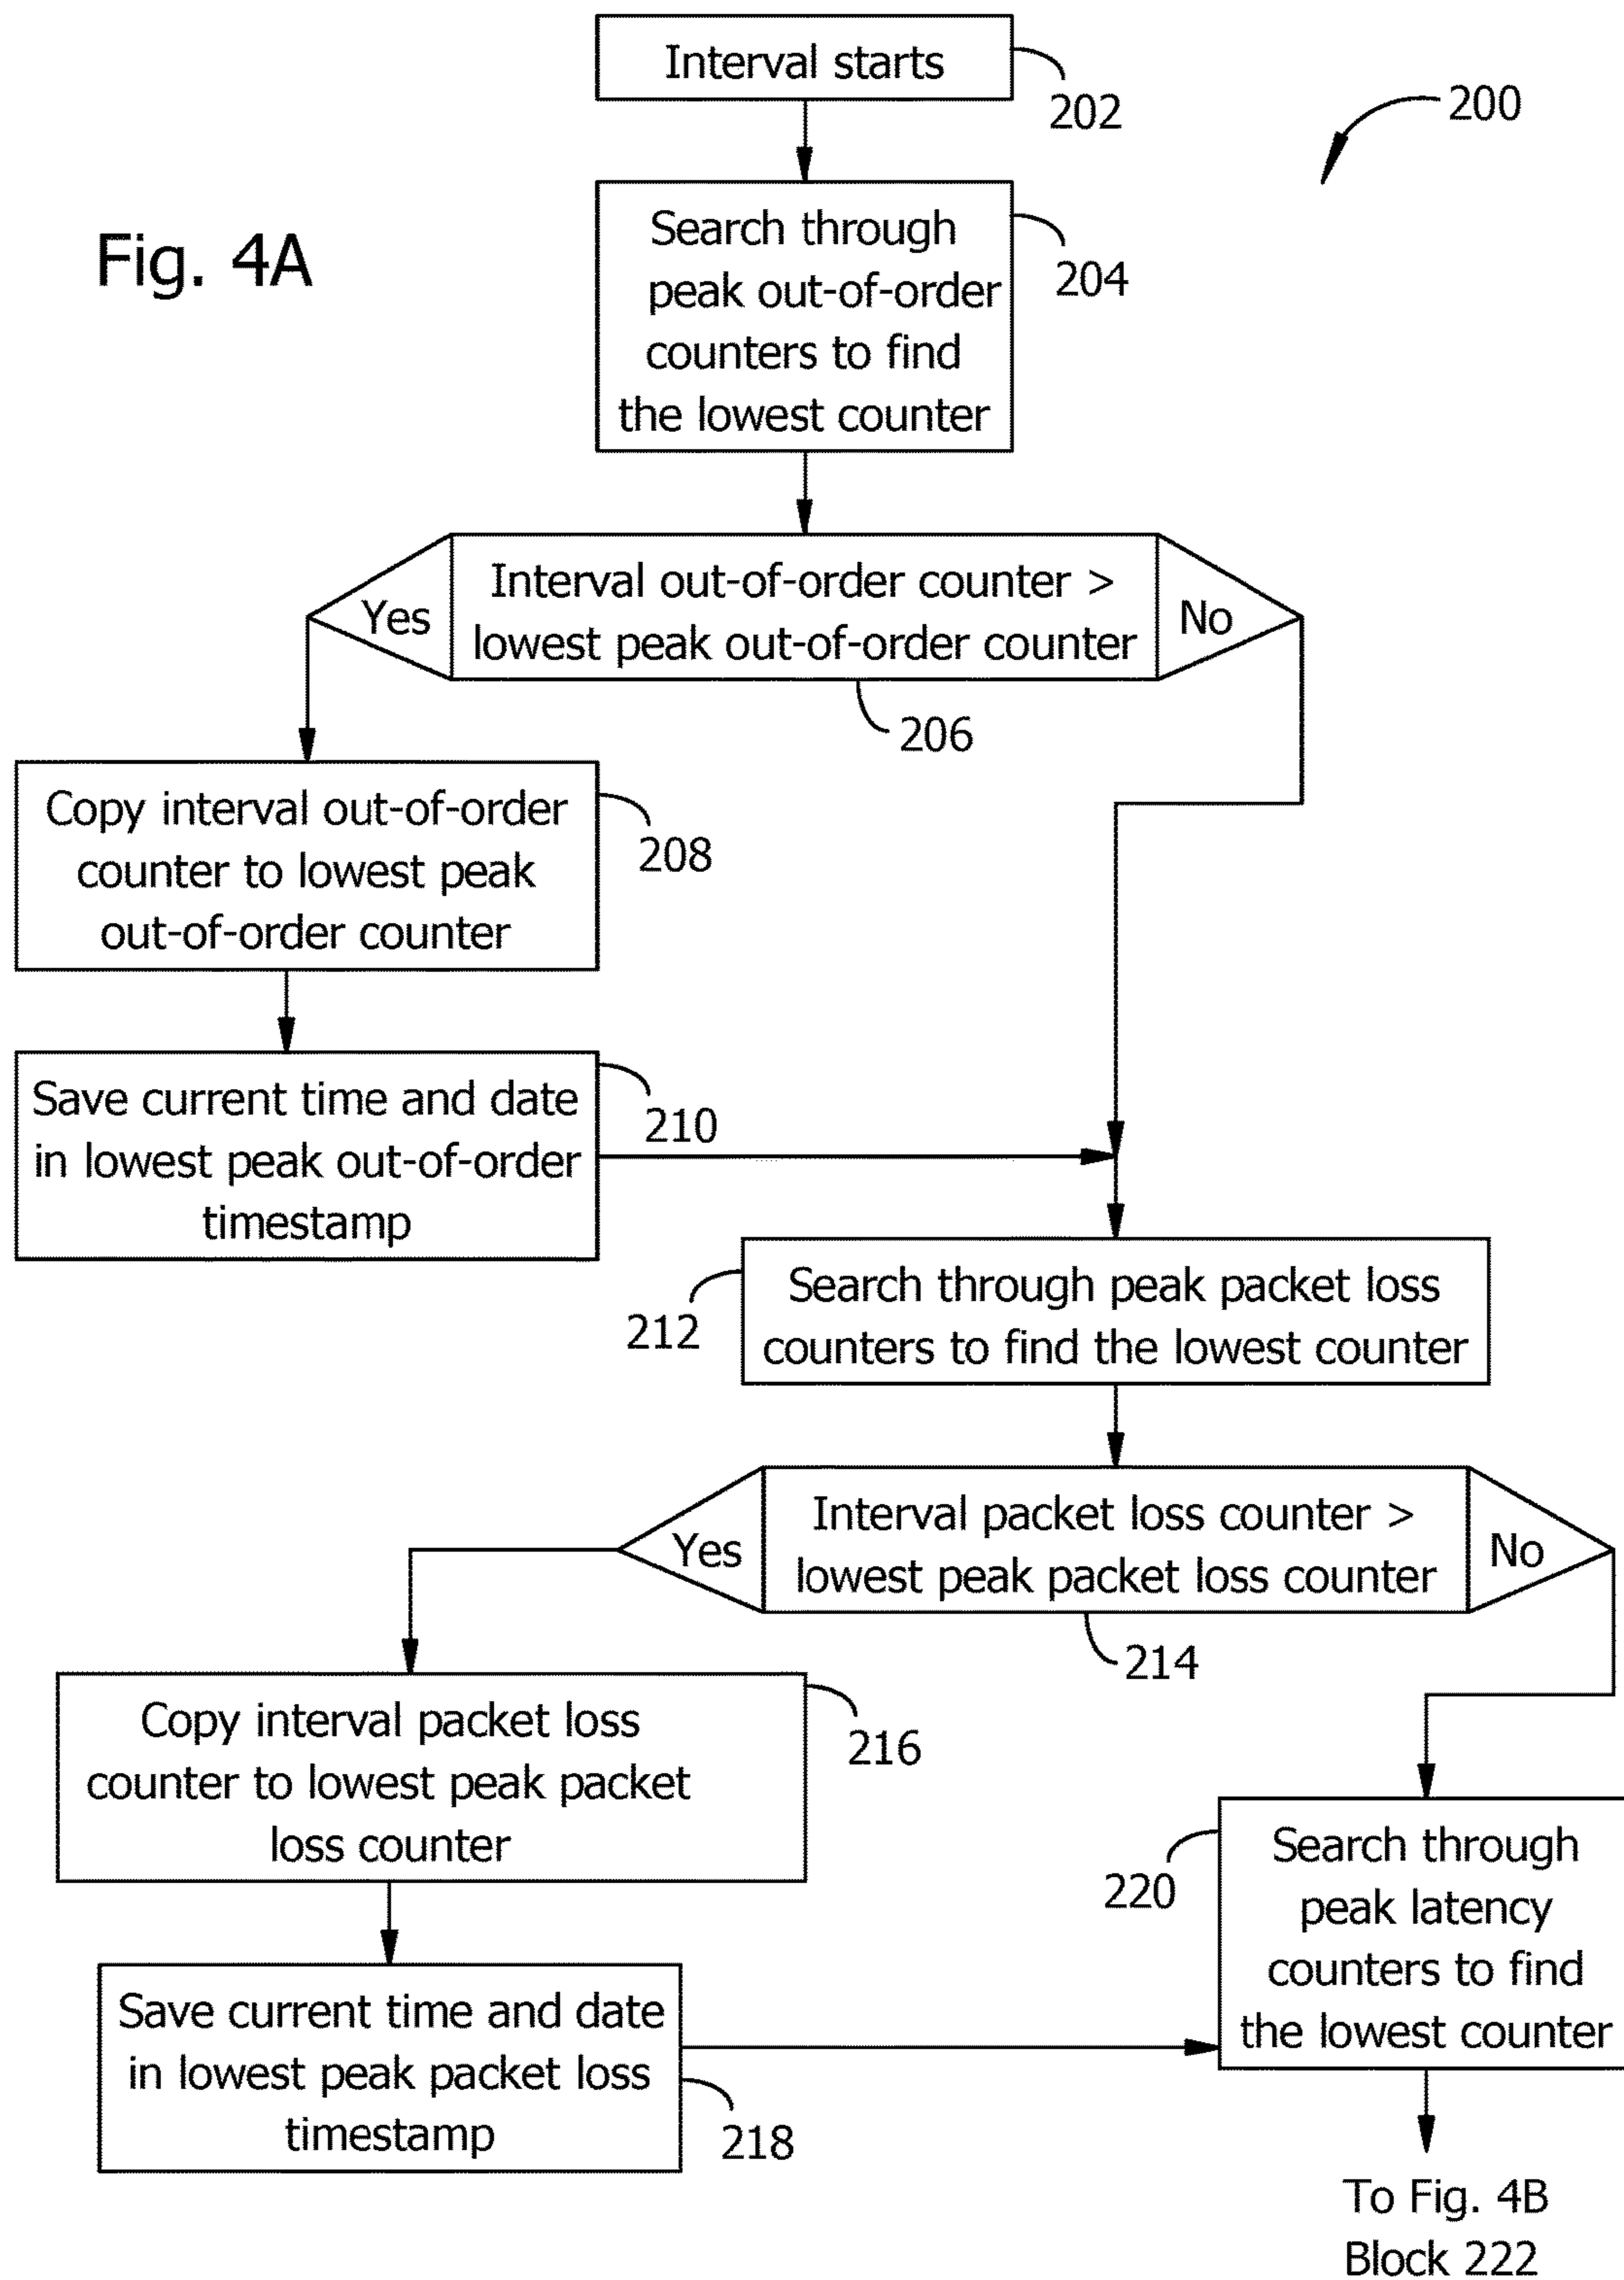 Interval starts
202
200
Fig. 4A
Search through
peak out-of-order
counters to find
the lowest counter
204
Interval out-of-order counter >
lowest peak out-of-order counter
Yes
No
206
Copy interval out-of-order
counter to lowest peak
out-of-order counter
208
Save current time and date
in lowest peak out-of-order
timestamp
210
Search through peak packet loss
counters to find the lowest counter
212
Interval packet loss counter >
lowest peak packet loss counter
Yes
No
214
Copy interval packet loss
counter to lowest peak packet
loss counter
216
Search through
peak latency
counters to find
the lowest counter
220
Save current time and date
in lowest peak packet loss
timestamp
218
To Fig. 4B
Block 222